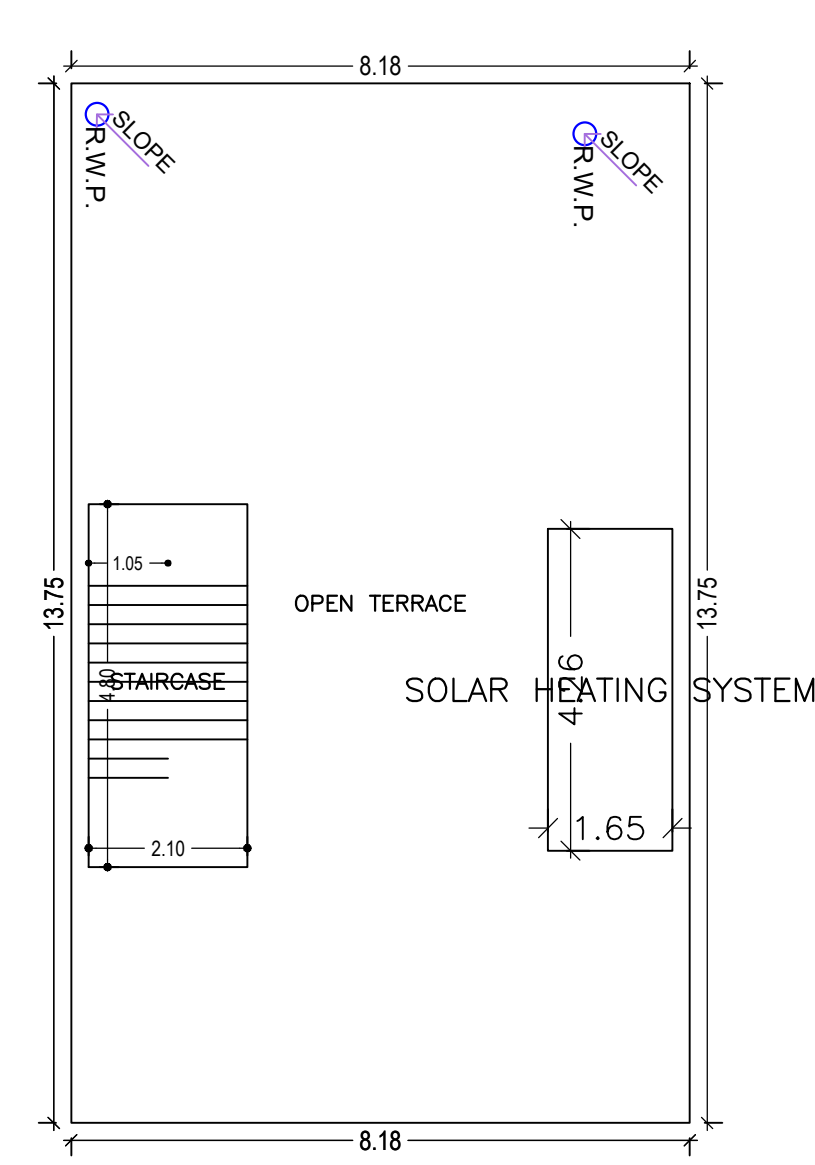 8.18
SLOPE
R.W.P.
SLOPE
R.W.P.
1.05
13.75
OPEN TERRACE
13.75
STAIRCASE
4.80
SOLAR HEATING SYSTEM
4.26
1.65
2.10
8.18